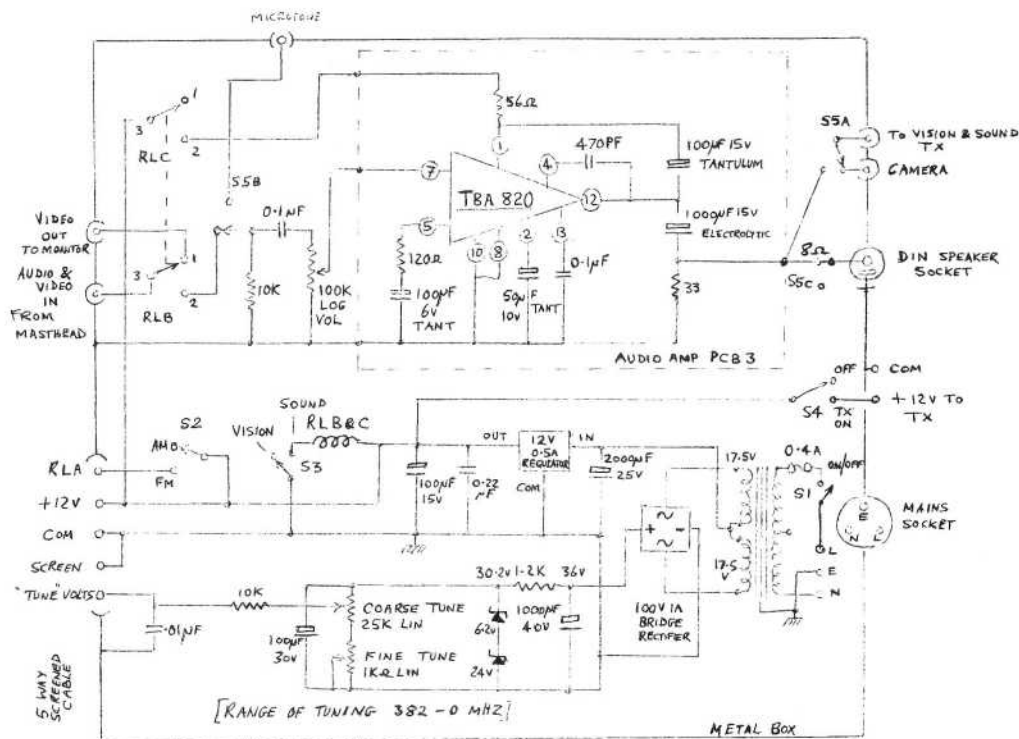 MICROTONE
1
3
RLC
2
S5B
VIDEO
OUT
TO MONITOR
AUDIO &
VIDEO
IN
FROM
MASTHEAD
1
3
RLB
2
0.1µF
10K
100K
LOG
VOL
56Ω
1
7
5
TBA 820
4
470PF
12
10
8
2
13
120Ω
100µF
6V
TANT
50µF
10V
TANT
0.1µF
100µF 15V
TANTULUM
1000µF 15V
ELECTROLYTIC
33
AUDIO AMP PCB 3
S5A
TO VISION & SOUND
TX
CAMERA
8Ω
S5C
DIN SPEAKER
SOCKET
OFF
COM
S4
TX
ON
+12V TO
TX
RLA
+12V
COM
SCREEN
"TUNE" VOLTS
S2
AMO
FM
SOUND
VISION
RLB&C
S3
100µF
15V
0.22
µF
OUT
12V
0.5A
REGULATOR
IN
COM
2000µF
25V
+
-
17.5V
17.5
V
0.4A
ON/OFF
S1
L
E
N
E
N
L
MAINS
SOCKET
100V 1A
BRIDGE
RECTIFIER
.01µF
10K
100µF
30V
COARSE TUNE
25K LIN
FINE TUNE
1KΩ LIN
30.2V
1.2K
36V
6.2V
24V
1000µF
40V
5 WAY
SCREENED
CABLE
[RANGE OF TUNING 382-0 MHZ]
METAL BOX